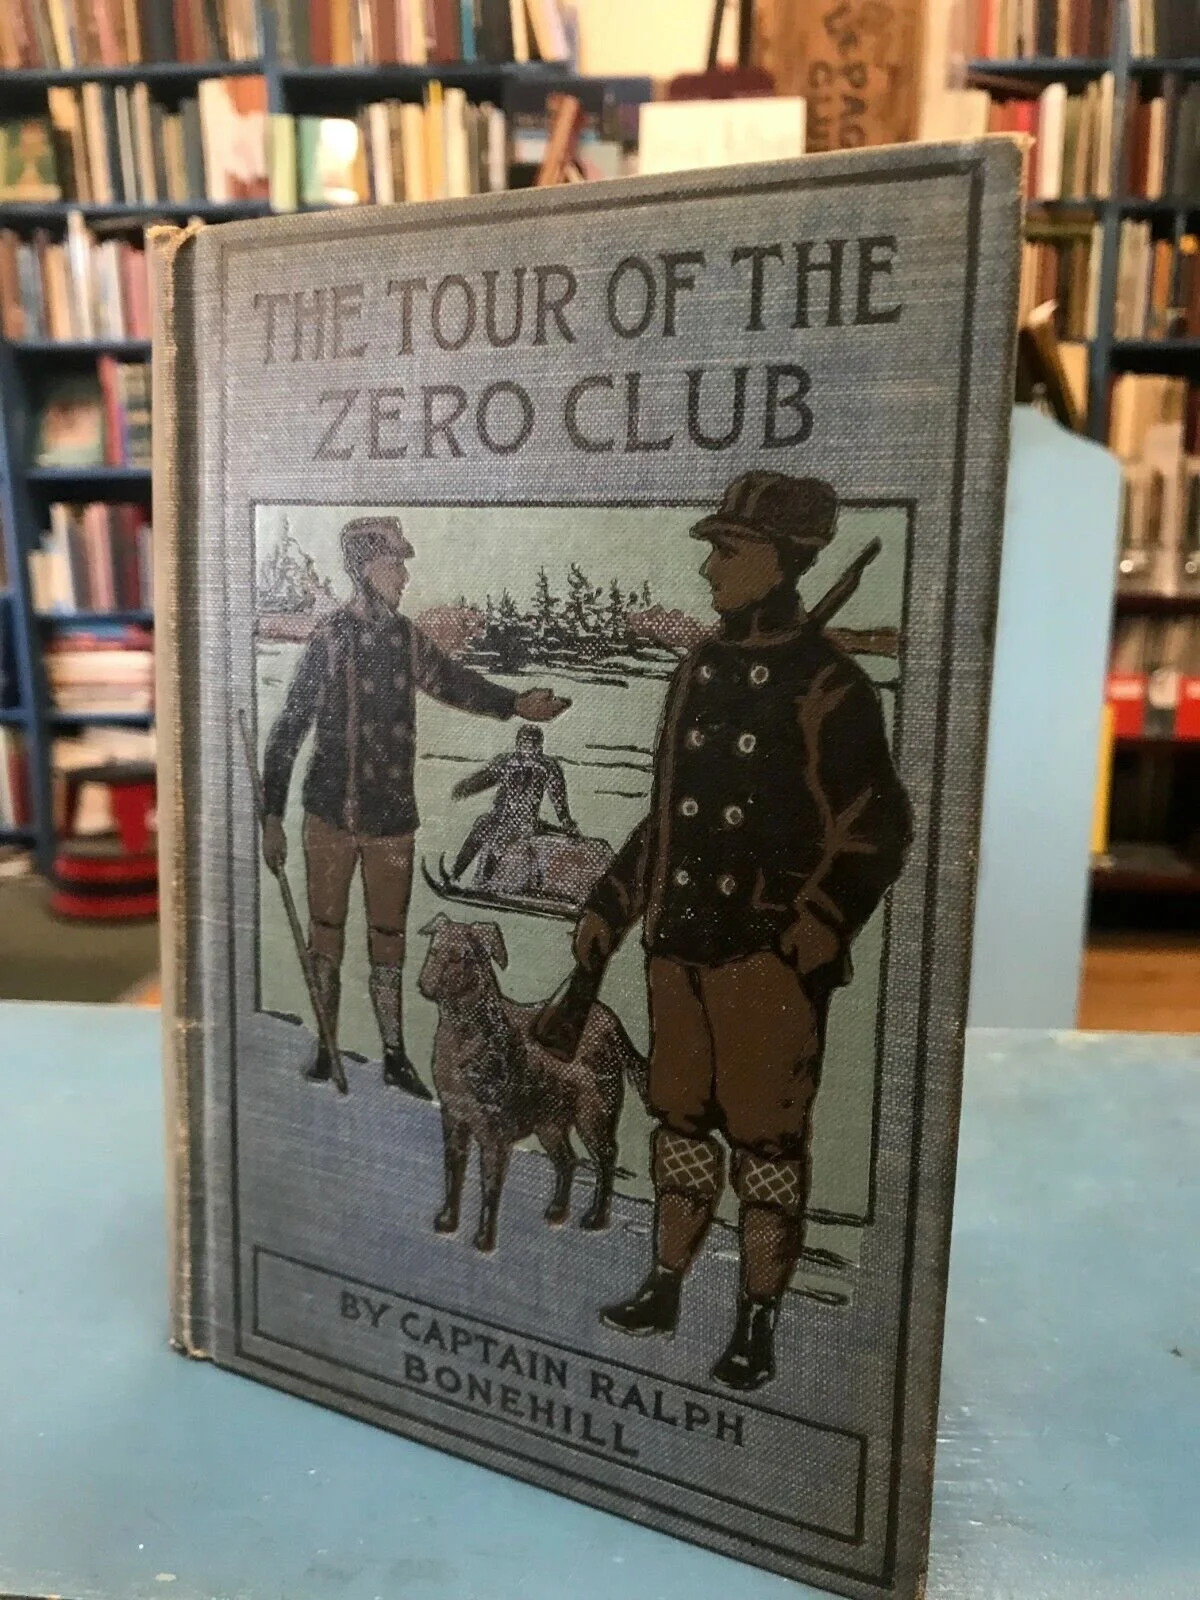 THE TOUR OF THE
ZERO CLUB
BY CAPTAIN RALPH
BONEHILL